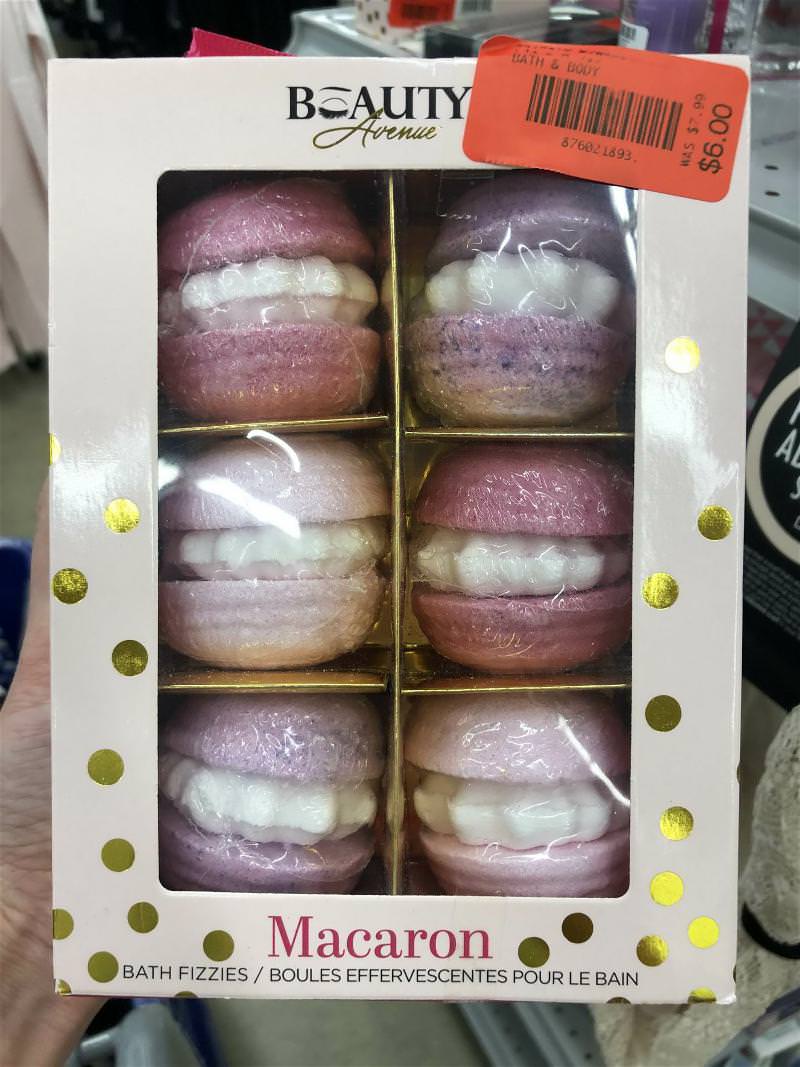 BEAUTY
Avenue
BATH & BODY
876021893.
WAS $7.99
$6.00
Macaron
BATH FIZZIES / BOULES EFFERVESCENTES POUR LE BAIN